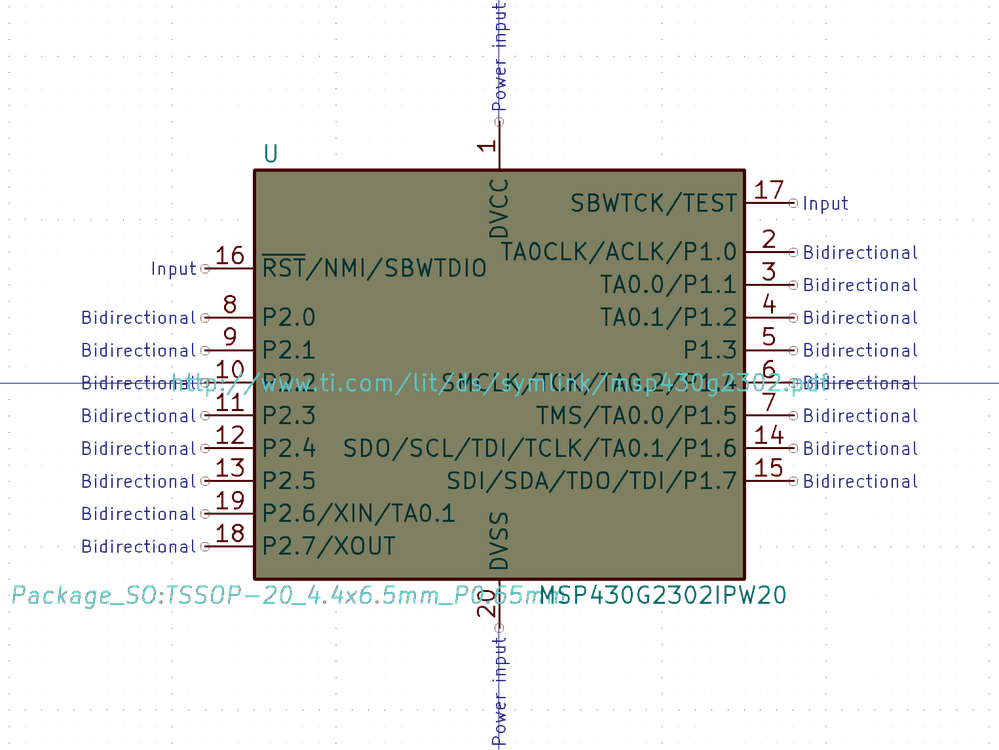 Power input
1
U
DVCC
SBWTCK/TEST 17 Input
TA0CLK/ACLK/P1.0 2 Bidirectional
Input 16 RST/NMI/SBWTDIO
TA0.0/P1.1 3 Bidirectional
Bidirectional 8 P2.0 TA0.1/P1.2 4 Bidirectional
Bidirectional 9 P2.1 P1.3 5 Bidirectional
Bidirectional 10 P2.2 SMCLK/TCK/TA0.2/P1.4 6 Bidirectional
http://www.ti.com/lit/ds/symlink/msp430g2302.pdf
Bidirectional 11 P2.3 TMS/TA0.0/P1.5 7 Bidirectional
Bidirectional 12 P2.4 SDO/SCL/TDI/TCLK/TA0.1/P1.6 14 Bidirectional
Bidirectional 13 P2.5 SDI/SDA/TDO/TDI/P1.7 15 Bidirectional
Bidirectional 19 P2.6/XIN/TA0.1
Bidirectional 18 P2.7/XOUT
DVSS
Package_SO:TSSOP-20_4.4x6.5mm_P0.65mm
MSP430G2302IPW20
20
Power input